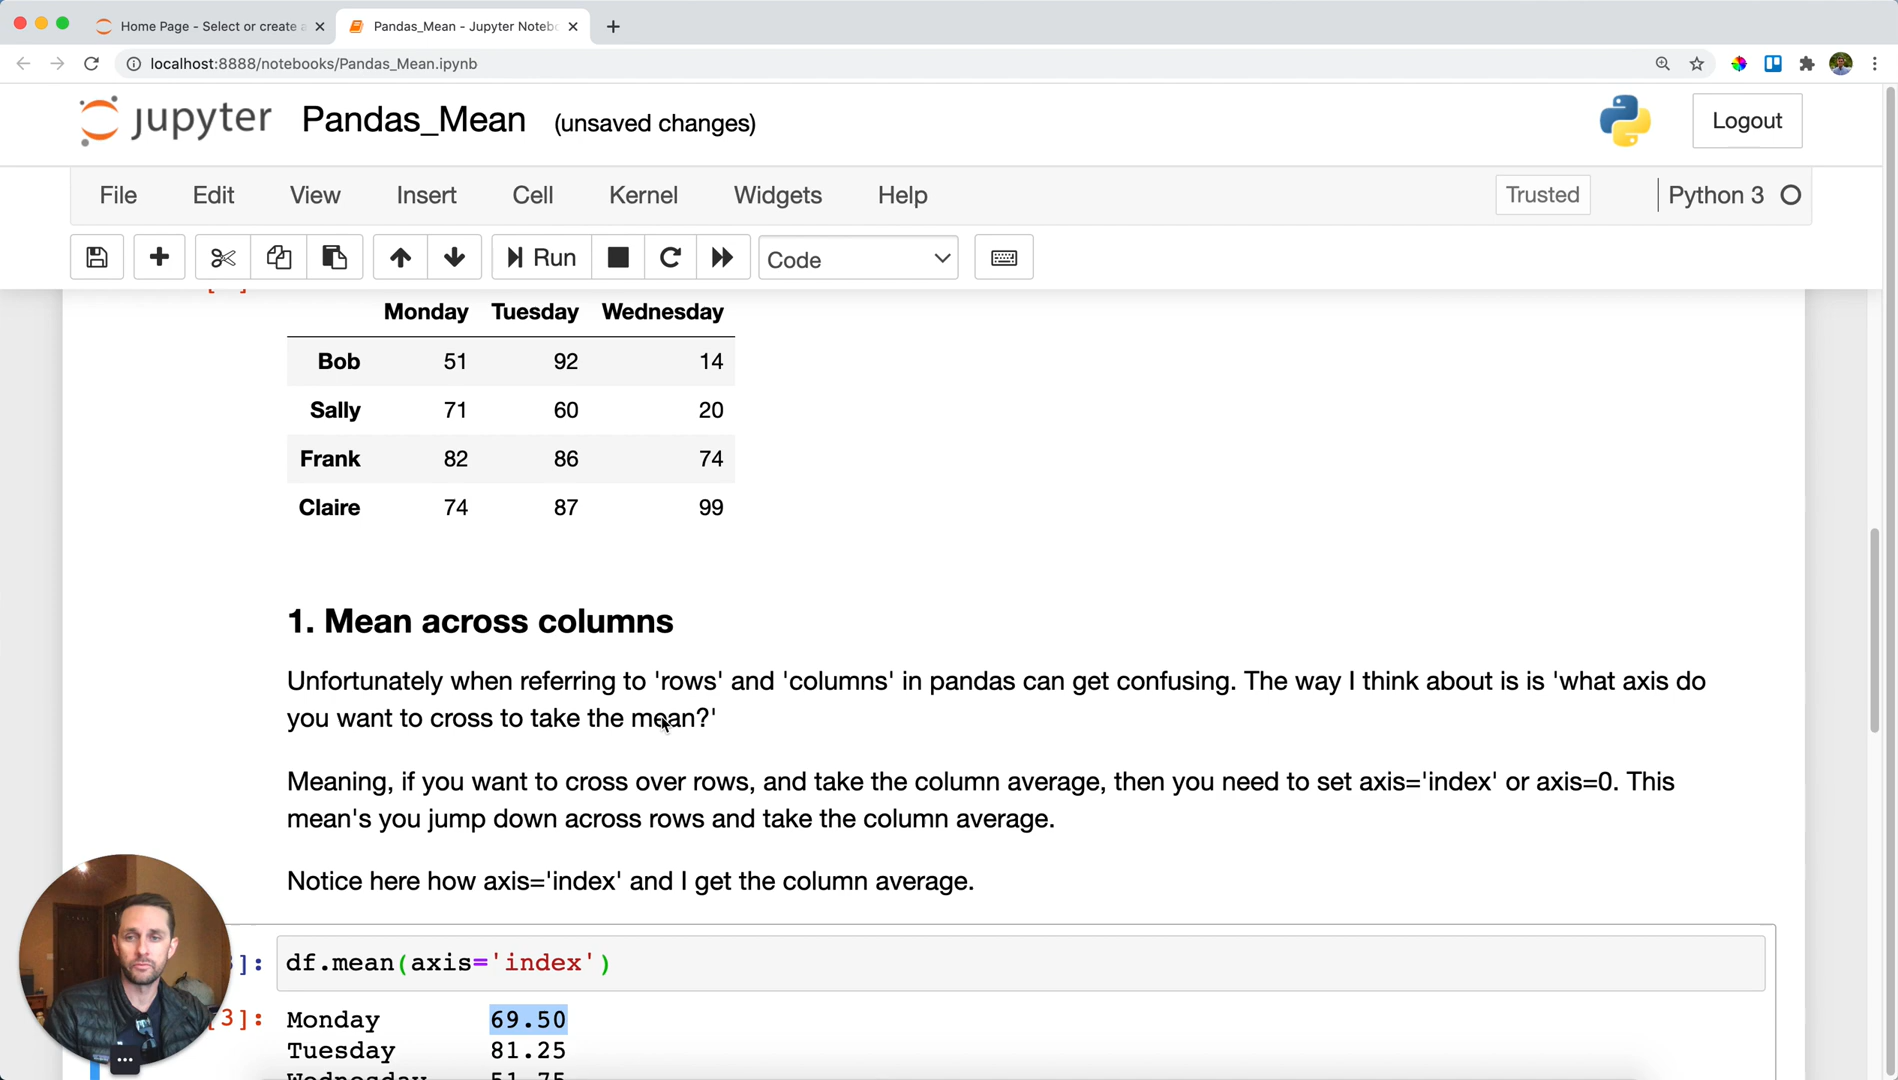 Home Page - Select or create a
Pandas_Mean - Jupyter Noteb
localhost:8888/notebooks/Pandas_Mean.ipynb
jupyter Pandas_Mean (unsaved changes) Logout
File Edit View Insert Cell Kernel Widgets Help Trusted Python 3
Run Code
Monday Tuesday Wednesday
Bob 51 92 14
Sally 71 60 20
Frank 82 86 74
Claire 74 87 99
1. Mean across columns
Unfortunately when referring to 'rows' and 'columns' in pandas can get confusing. The way I think about is is 'what axis do
you want to cross to take the mean?'
Meaning, if you want to cross over rows, and take the column average, then you need to set axis='index' or axis=0. This
mean's you jump down across rows and take the column average.
Notice here how axis='index' and I get the column average.
]: df.mean(axis='index')
[3]: Monday 69.50
Tuesday 81.25
Wednesday 51.75